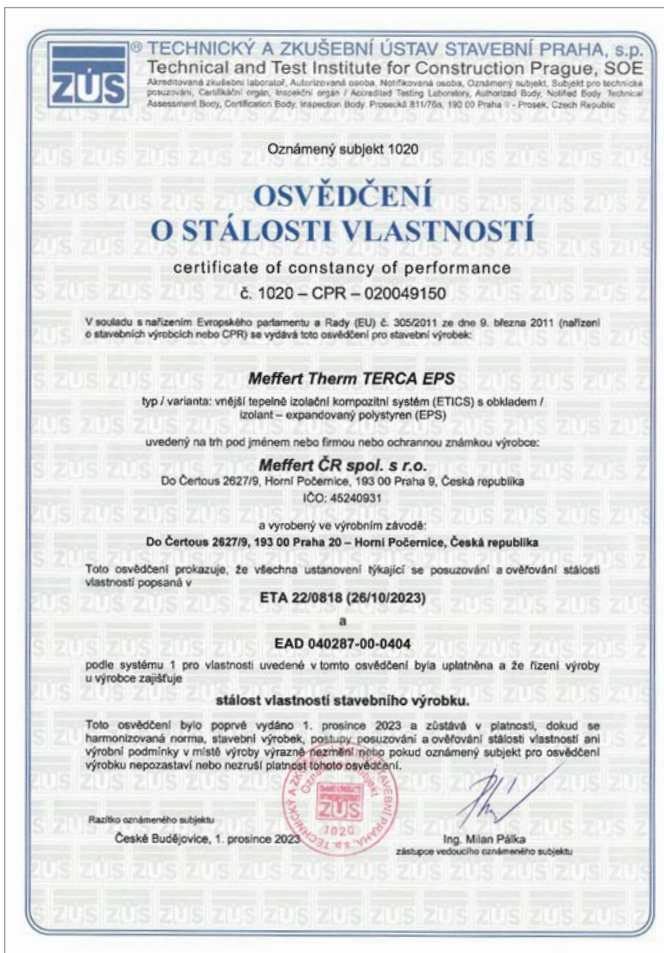 ZÚS
® TECHNICKÝ A ZKUŠEBNÍ ÚSTAV STAVEBNÍ PRAHA, s.p.
Technical and Test Institute for Construction Prague, SOE
Akreditovaná zkušební laboratoř, Autorizovaná osoba, Notifikovaná osoba, Oznámený subjekt, Subjekt pro technické
posuzování, Certifikační orgán, Inspekční orgán / Accredited Testing Laboratory, Authorized Body, Notified Body, Technical
Assessment Body, Certification Body, Inspection Body. Prosecká 811/76a, 190 00 Praha 9 - Prosek, Czech Republic
Oznámený subjekt 1020
OSVĚDČENÍ
O STÁLOSTI VLASTNOSTÍ
certificate of constancy of performance
č. 1020 – CPR – 020049150
V souladu s nařízením Evropského parlamentu a Rady (EU) č. 305/2011 ze dne 9. března 2011 (nařízení
o stavebních výrobcích nebo CPR) se vydává toto osvědčení pro stavební výrobek:
Meffert Therm TERCA EPS
typ / varianta: vnější tepelně izolační kompozitní systém (ETICS) s obkladem /
izolant – expandovaný polystyren (EPS)
uvedený na trh pod jménem nebo firmou nebo ochrannou známkou výrobce:
Meffert ČR spol. s r.o.
Do Čertous 2627/9, Horní Počernice, 193 00 Praha 9, Česká republika
IČO: 45240931
a vyrobený ve výrobním závodě:
Do Čertous 2627/9, 193 00 Praha 20 – Horní Počernice, Česká republika
Toto osvědčení prokazuje, že všechna ustanovení týkající se posuzování a ověřování stálosti
vlastností popsaná v
ETA 22/0818 (26/10/2023)
a
EAD 040287-00-0404
podle systému 1 pro vlastnosti uvedené v tomto osvědčení byla uplatněna a že řízení výroby
u výrobce zajišťuje
stálost vlastností stavebního výrobku.
Toto osvědčení bylo poprvé vydáno 1. prosince 2023 a zůstává v platnosti, dokud se
harmonizovaná norma, stavební výrobek, postupy posuzování a ověřování stálosti vlastností ani
výrobní podmínky v místě výroby výrazně nezmění nebo pokud oznámený subjekt pro osvědčení
výrobku nepozastaví nebo nezruší platnost tohoto osvědčení.
TECHNICKÝ A ZKUŠEBNÍ ÚSTAV STAVEBNÍ PRAHA, s.p.
Oznámený subjekt
ZÚS
1020
Razítko oznámeného subjektu
České Budějovice, 1. prosince 2023
Ing. Milan Pálka
zástupce vedoucího oznámeného subjektu